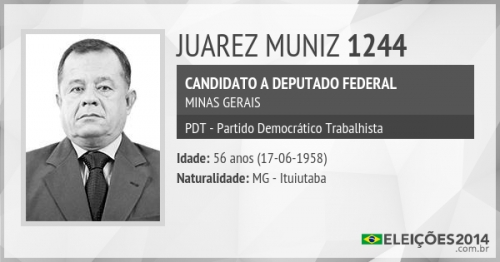 JUAREZ MUNIZ 1244
CANDIDATO A DEPUTADO FEDERAL
MINAS GERAIS
PDT - Partido Democrático Trabalhista
Idade: 56 anos (17-06-1958)
Naturalidade: MG - Ituiutaba
ELEIÇÕES2014
.com.br